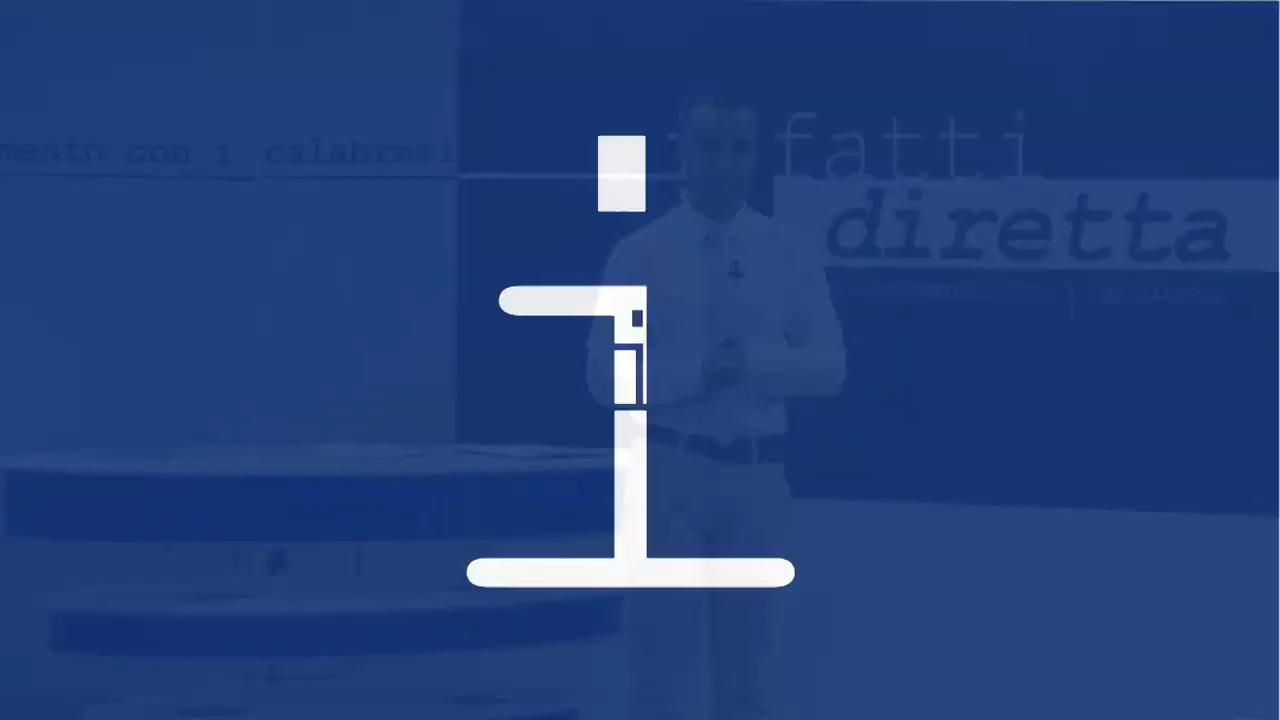 mento con i calabresi
i fatti
diretta
i